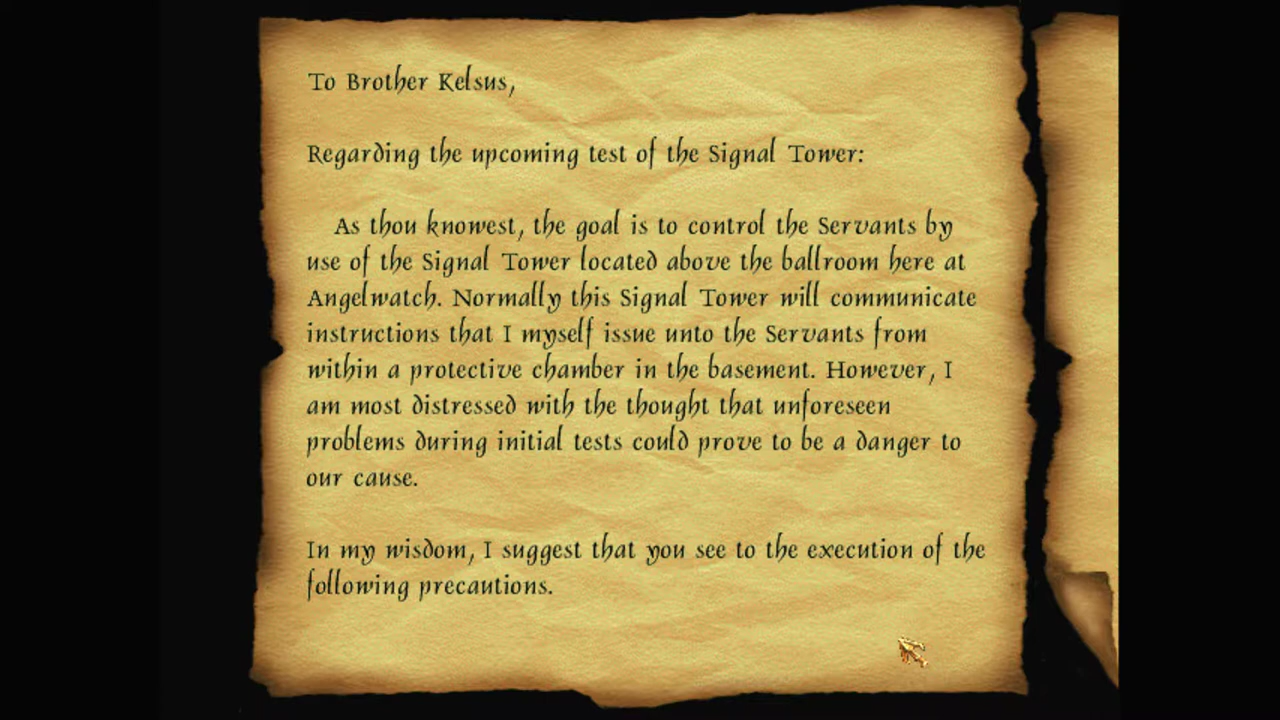 To Brother Kelsus,
Regarding the upcoming test of the Signal Tower:
As thou knowest, the goal is to control the Servants by
use of the Signal Tower located above the ballroom here at
Angelwatch. Normally this Signal Tower will communicate
instructions that I myself issue unto the Servants from
within a protective chamber in the basement. However, I
am most distressed with the thought that unforeseen
problems during initial tests could prove to be a danger to
our cause.
In my wisdom, I suggest that you see to the execution of the
following precautions.